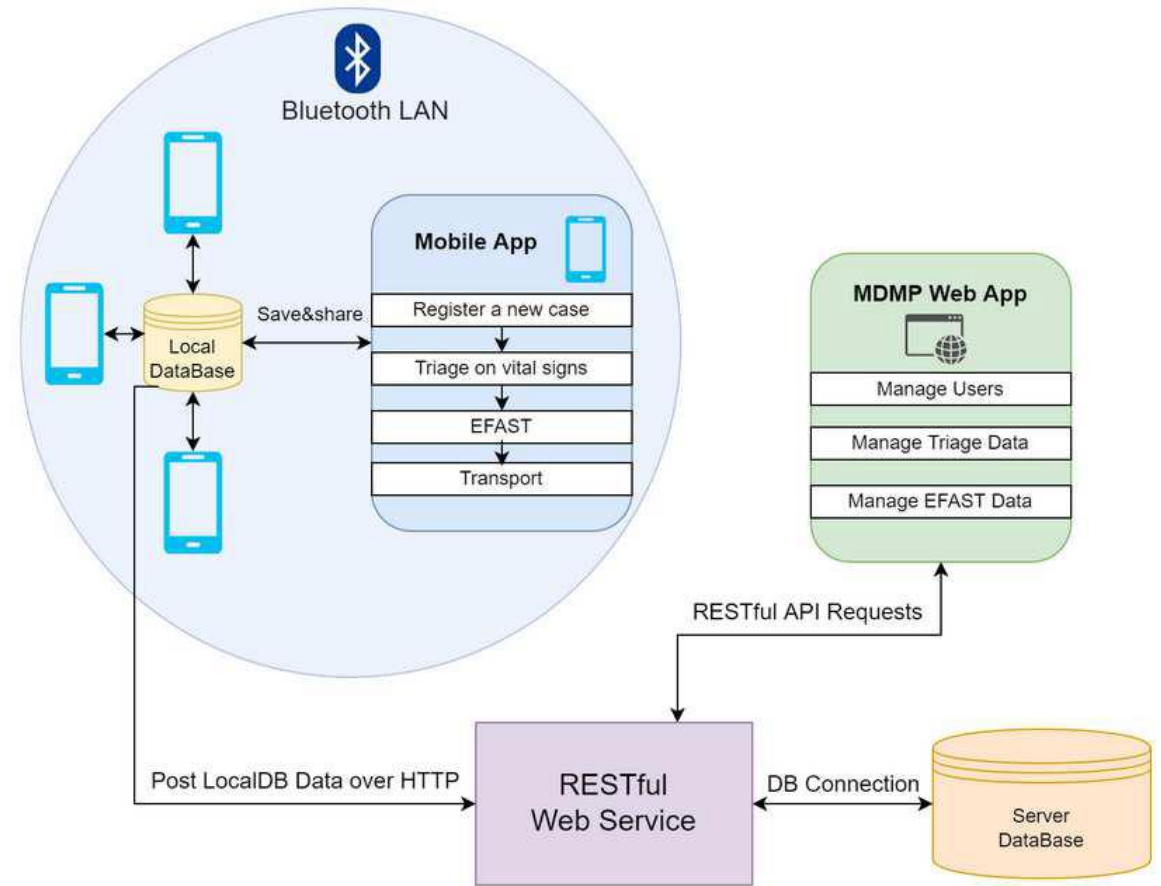 Bluetooth LAN
Mobile App
Register a new case
Triage on vital signs
EFAST
Transport
Save&share
Local
DataBase
MDMP Web App
Manage Users
Manage Triage Data
Manage EFAST Data
RESTful API Requests
Post LocalDB Data over HTTP
RESTful
Web Service
DB Connection
Server
DataBase